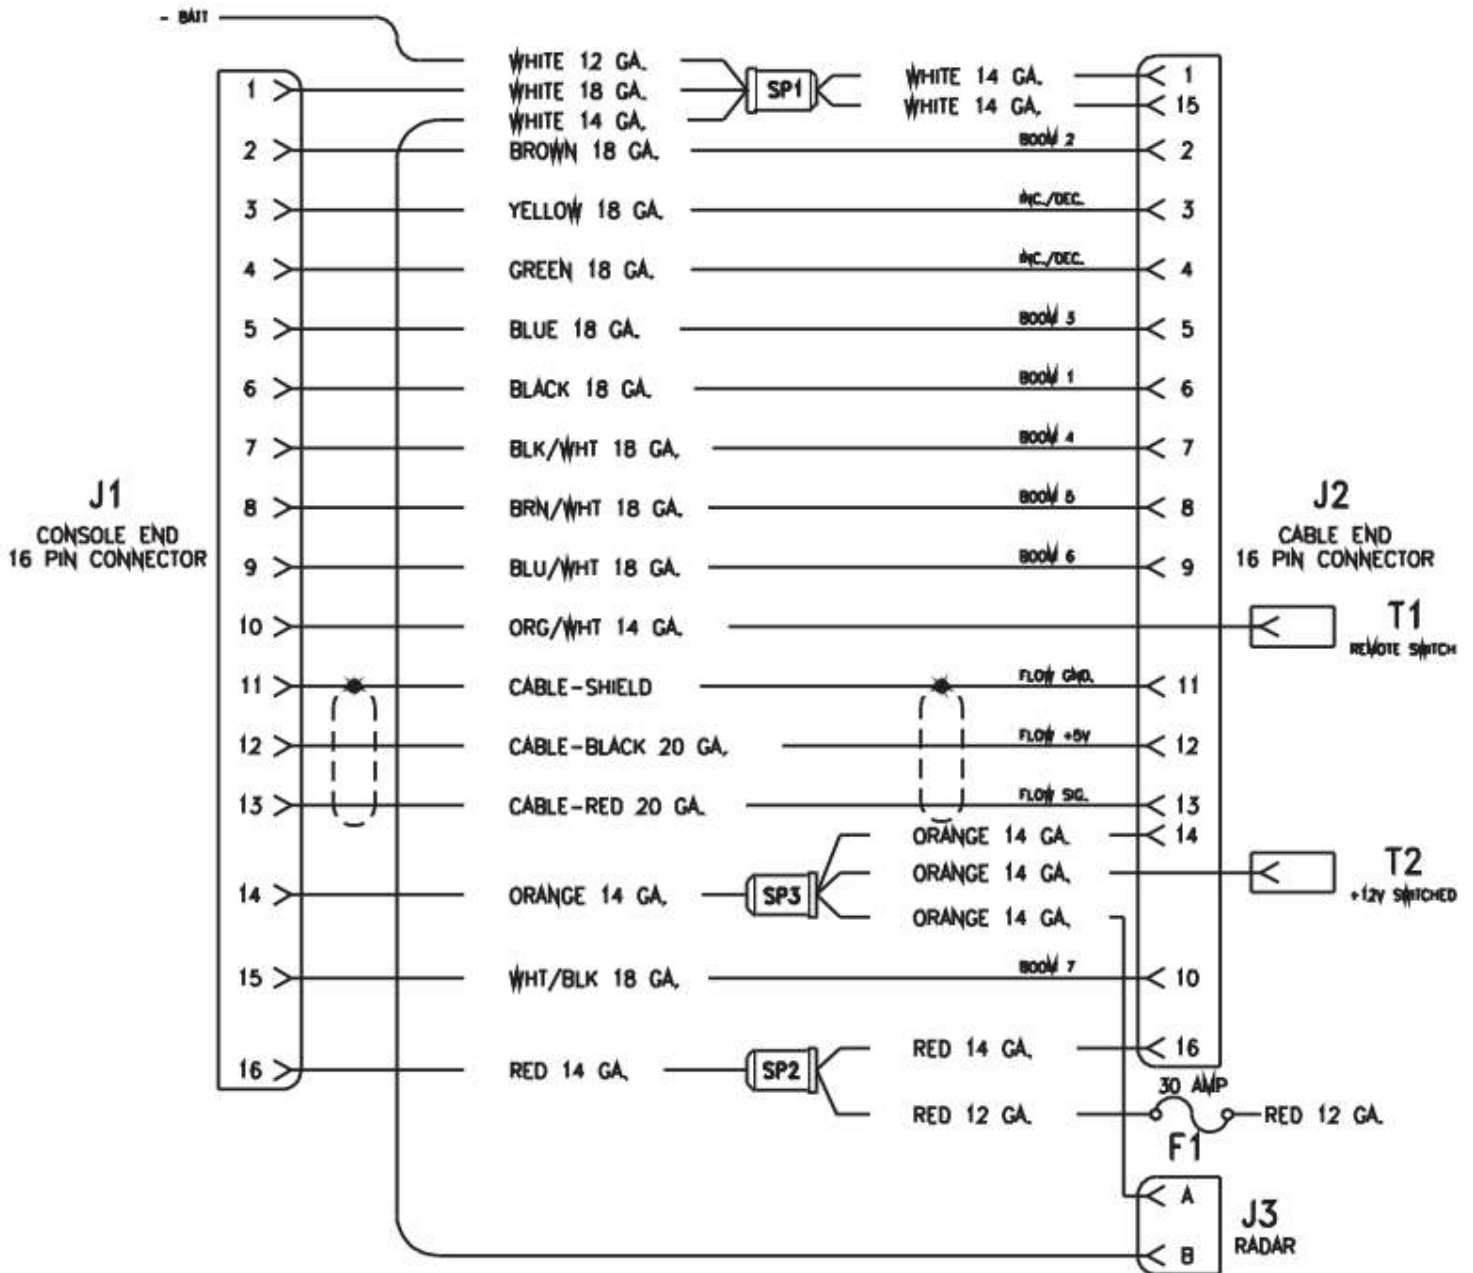 - BATT
WHITE 12 GA.
1 WHITE 18 GA. SP1 WHITE 14 GA. 1
WHITE 14 GA. WHITE 14 GA. 15
2 BROWN 18 GA. BOOM 2 2
3 YELLOW 18 GA. INC./DEC. 3
4 GREEN 18 GA. INC./DEC. 4
5 BLUE 18 GA. BOOM 3 5
6 BLACK 18 GA. BOOM 1 6
7 BLK/WHT 18 GA. BOOM 4 7
J1
CONSOLE END
16 PIN CONNECTOR
8 BRN/WHT 18 GA. BOOM 5 8
J2
CABLE END
16 PIN CONNECTOR
9 BLU/WHT 18 GA. BOOM 6 9
10 ORG/WHT 14 GA. T1
REMOTE SWITCH
11 CABLE-SHIELD FLOW GND. 11
12 CABLE-BLACK 20 GA. FLOW +5V 12
13 CABLE-RED 20 GA. FLOW SIG. 13
ORANGE 14 GA. 14
ORANGE 14 GA. T2
+12V SWITCHED
14 ORANGE 14 GA. SP3
ORANGE 14 GA.
15 WHT/BLK 18 GA. BOOM 7 10
RED 14 GA. 16
16 RED 14 GA. SP2
30 AMP
RED 12 GA. RED 12 GA.
F1
A
J3
RADAR
B